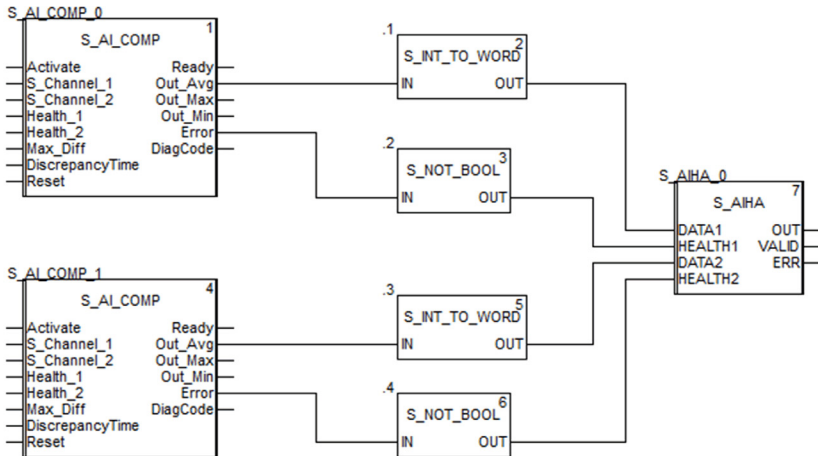 S_AI_COMP_0
1
S_AI_COMP
Activate Ready
S_Channel_1 Out_Avg
S_Channel_2 Out_Max
Health_1 Out_Min
Health_2 Error
Max_Diff DiagCode
DiscrepancyTime
Reset
.1
2
S_INT_TO_WORD
IN OUT
.2
3
S_NOT_BOOL
IN OUT
S_AIHA_0
7
S_AIHA
DATA1 OUT
HEALTH1 VALID
DATA2 ERR
HEALTH2
S_AI_COMP_1
4
S_AI_COMP
Activate Ready
S_Channel_1 Out_Avg
S_Channel_2 Out_Max
Health_1 Out_Min
Health_2 Error
Max_Diff DiagCode
DiscrepancyTime
Reset
.3
5
S_INT_TO_WORD
IN OUT
.4
6
S_NOT_BOOL
IN OUT